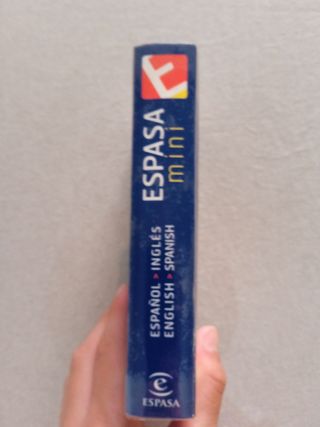 ESPASA
mini
ESPAÑOL > INGLÉS
ENGLISH > SPANISH
ESPASA